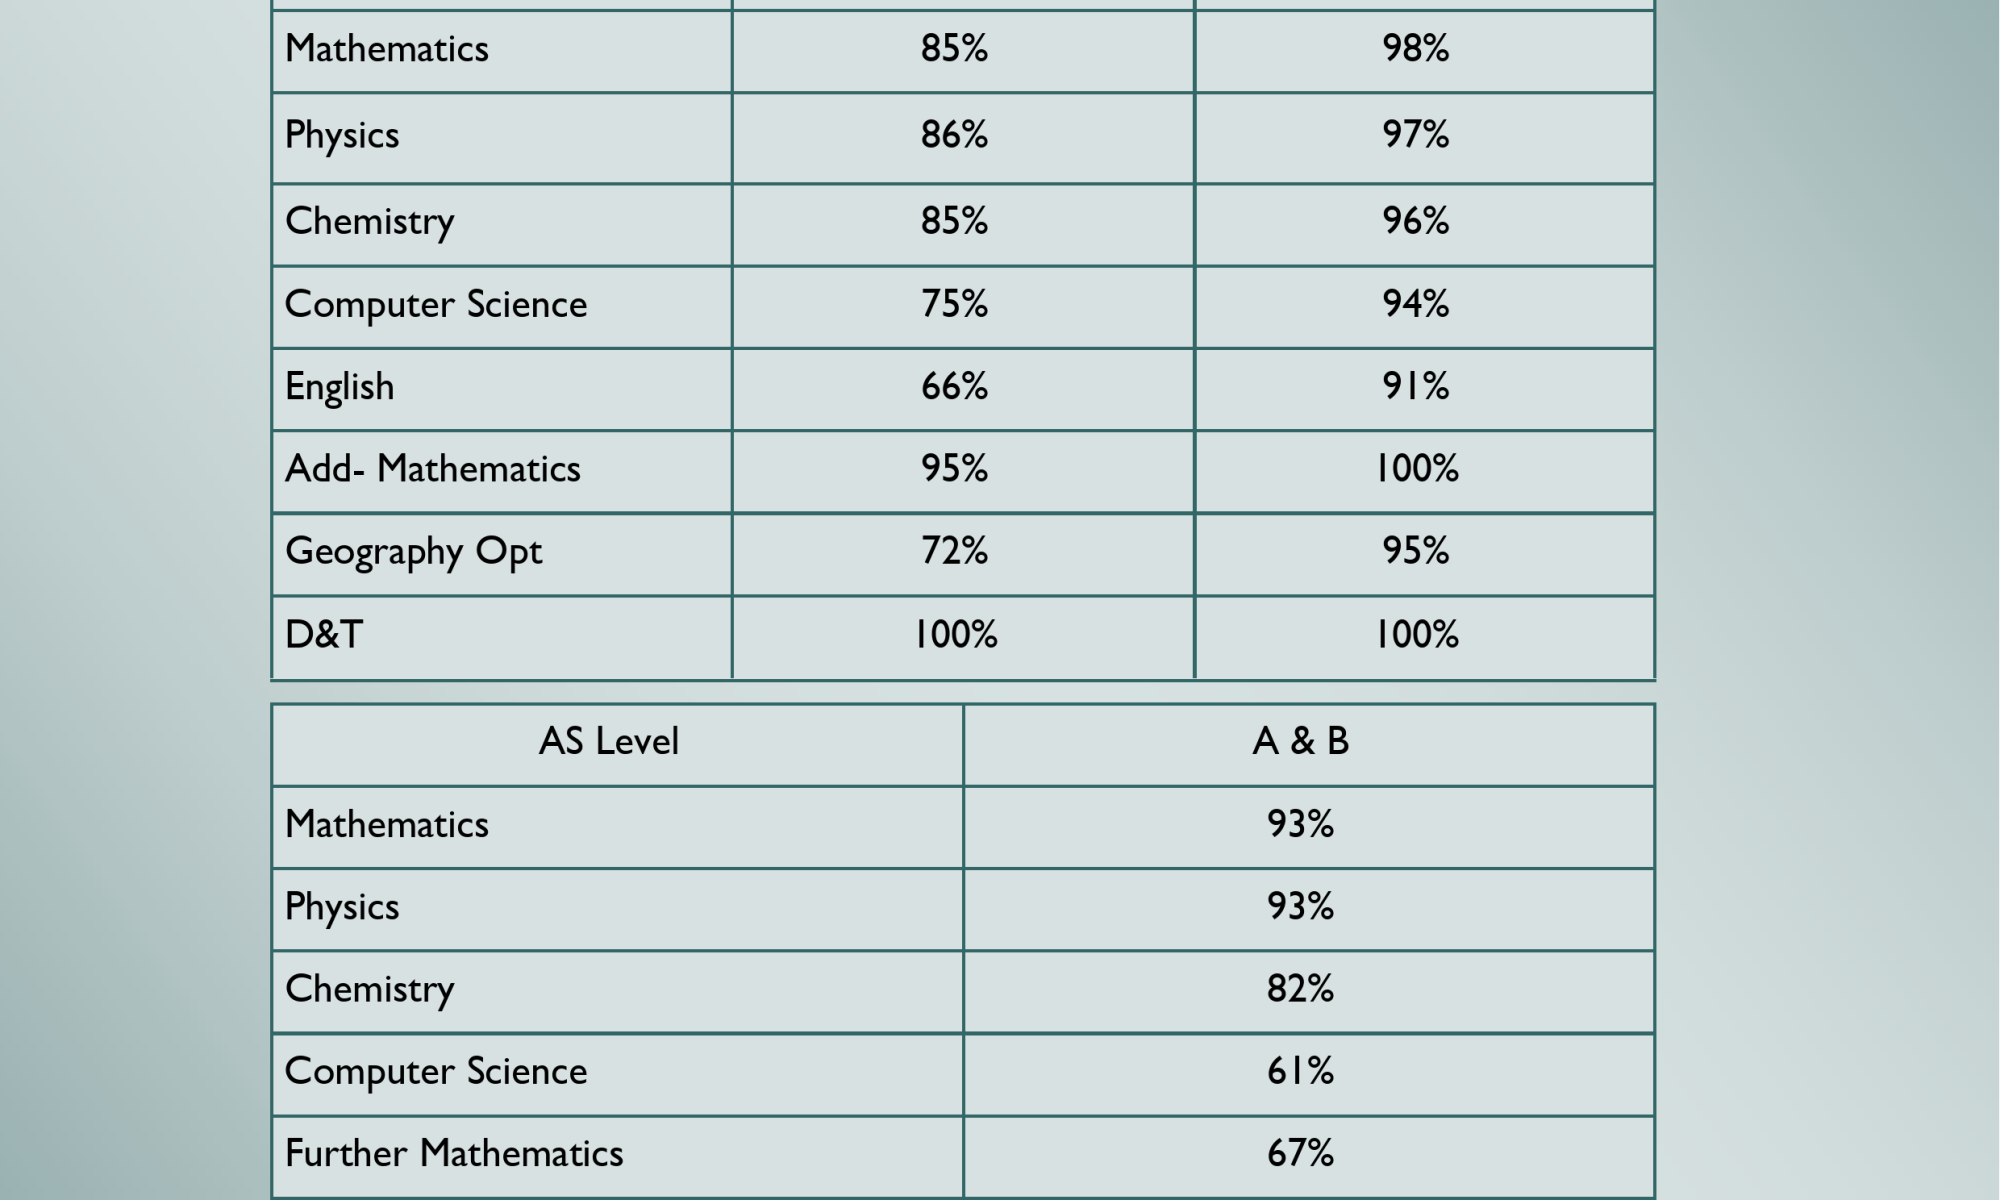 Mathematics 85% 98%
Physics 86% 97%
Chemistry 85% 96%
Computer Science 75% 94%
English 66% 91%
Add- Mathematics 95% 100%
Geography Opt 72% 95%
D&T 100% 100%
AS Level A & B
Mathematics 93%
Physics 93%
Chemistry 82%
Computer Science 61%
Further Mathematics 67%